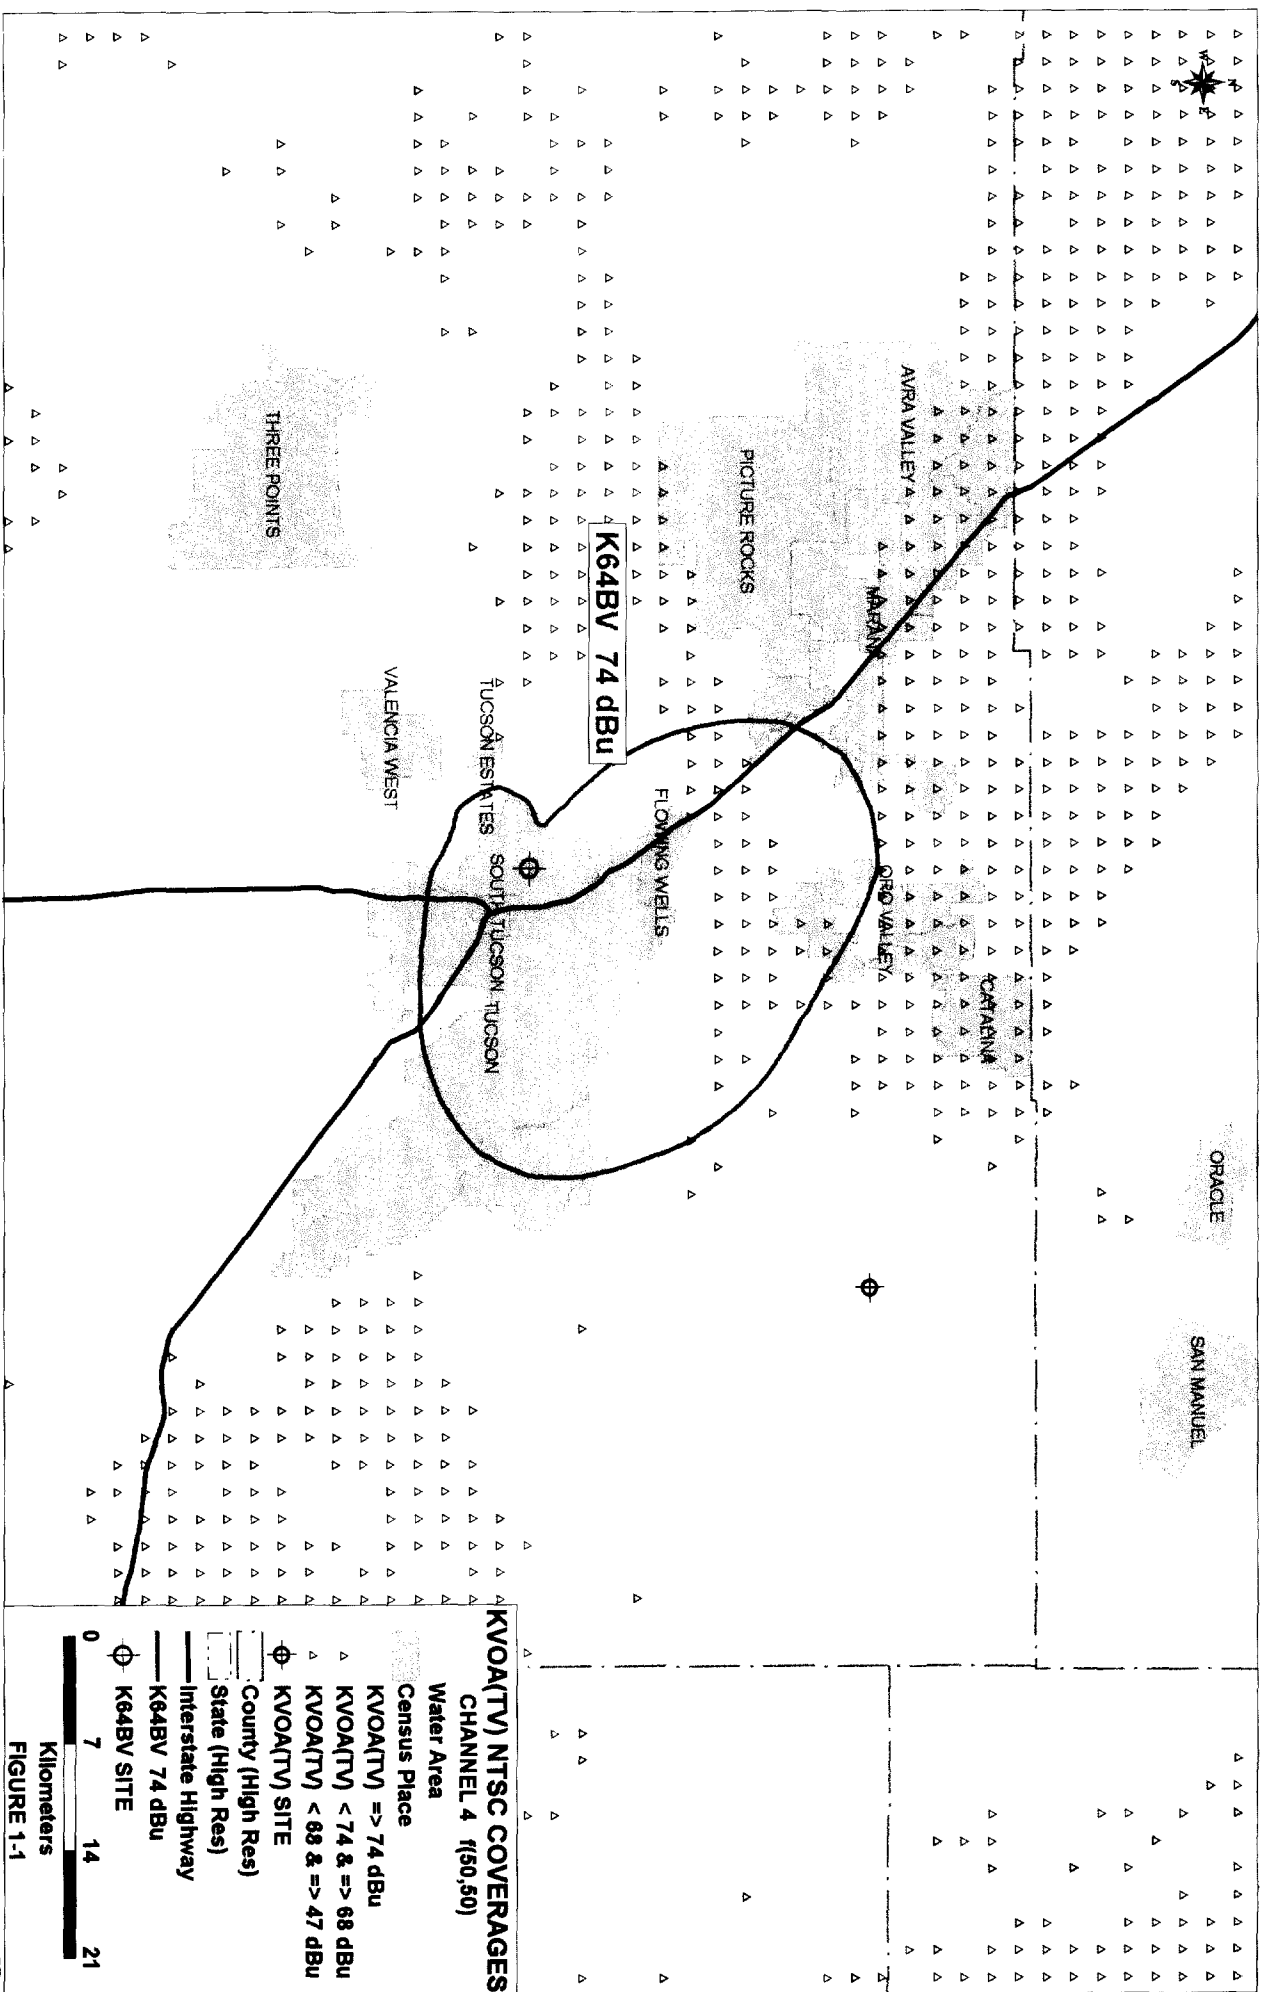 N
W
E
S
ORACLE
SAN MANUEL
CATALINA
AVRA VALLEY
MARANA
ORO VALLEY
PICTURE ROCKS
FLOWING WELLS
K64BV 74 dBu
TUCSON ESTATES
SOUTH TUCSON
TUCSON
VALENCIA WEST
THREE POINTS
KVOA(TV) NTSC COVERAGES
CHANNEL 4 f(50,50)
Water Area
Census Place
KVOA(TV) => 74 dBu
KVOA(TV) < 74 & => 68 dBu
KVOA(TV) < 68 & => 47 dBu
KVOA(TV) SITE
County (High Res)
State (High Res)
Interstate Highway
K64BV 74 dBu
K64BV SITE
0 7 14 21
Kilometers
FIGURE 1-1